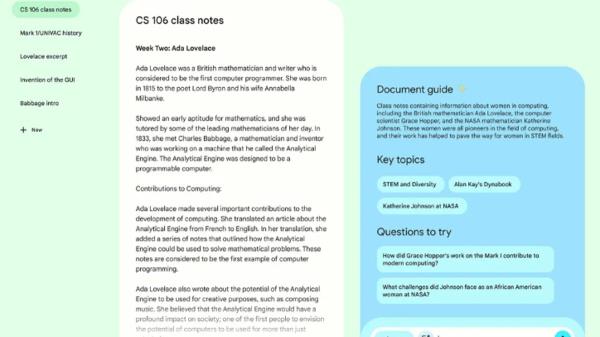 CS 106 class notes
Mark 1/UNIVAC history
Lovelace excerpt
Invention of the GUI
Babbage intro
+ New
CS 106 class notes
Week Two: Ada Lovelace
Ada Lovelace was a British mathematician and writer who is
considered to be the first computer programmer. She was born
in 1815 to the poet Lord Byron and his wife Annabella
Milbanke.
Showed an early aptitude for mathematics, and she was
tutored by some of the leading mathematicians of her day. In
1833, she met Charles Babbage, a mathematician and inventor
who was working on a machine that he called the Analytical
Engine. The Analytical Engine was designed to be a
programmable computer.
Contributions to Computing:
Ada Lovelace made several important contributions to the
development of computing. She translated an article about the
Analytical Engine from French to English. In her translation, she
added a series of notes that outlined how the Analytical
Engine could be used to solve mathematical problems. These
notes are considered to be the first example of computer
programming.
Ada Lovelace also wrote about the potential of the Analytical
Engine to be used for creative purposes, such as composing
music. She believed that the Analytical Engine would have a
profound impact on society; one of the first people to envision
the potential of computers to be used for more than just
Document guide
Class notes containing information about women in computing,
including the British mathematician Ada Lovelace, the computer
scientist Grace Hopper, and the NASA mathematician Katherine
Johnson. These women were all pioneers in the field of computing,
and their work has helped to pave the way for women in STEM fields.
Key topics
STEM and Diversity
Alan Kay's Dynabook
Katherine Johnson at NASA
Questions to try
How did Grace Hopper's work on the Mark I contribute to
modern computing?
What challenges did Johnson face as an African American
woman at NASA?